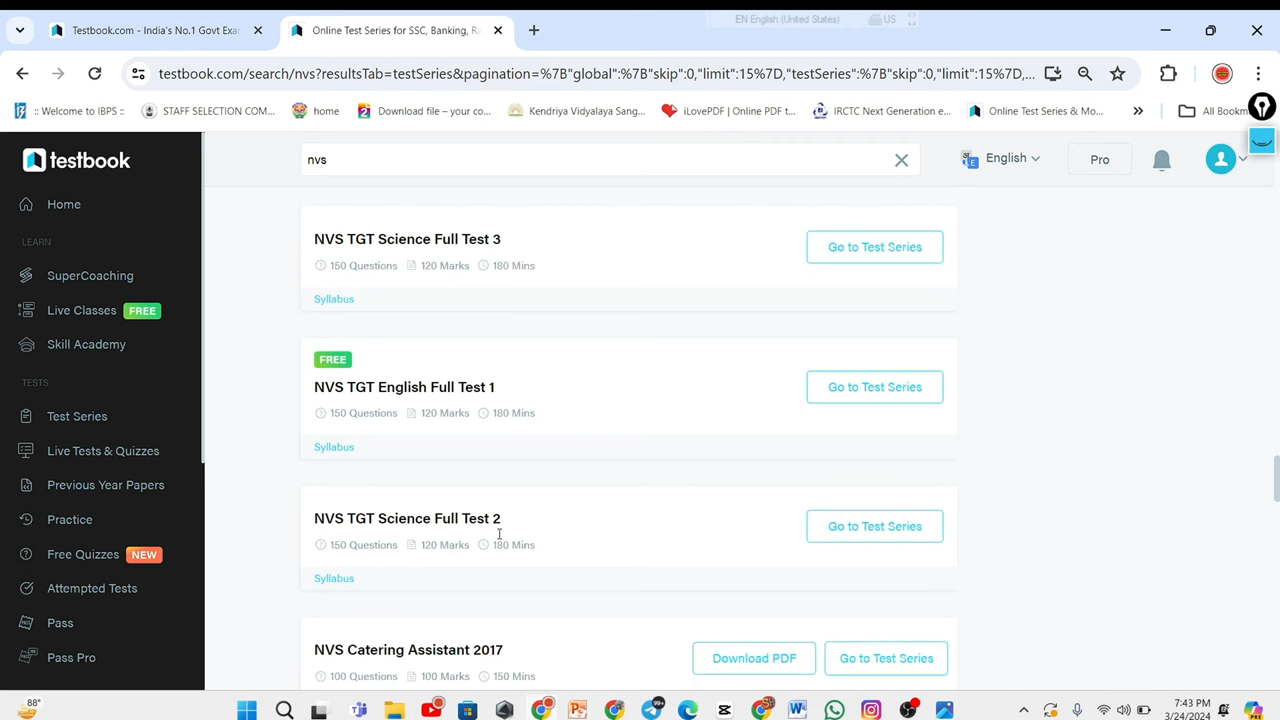 EN English (United States) US
Testbook.com - India's No.1 Govt Exa
Online Test Series for SSC, Banking, Ra
testbook.com/search/nvs?resultsTab=testSeries&pagination=%7B"global":%7B"skip":0,"limit":15%7D,"testSeries":%7B"skip":0,"limit":15%7D,...
:: Welcome to IBPS
STAFF SELECTION COM...
home
Download file – your co...
Kendriya Vidyalaya Sang...
iLovePDF | Online PDF t...
IRCTC Next Generation e...
Online Test Series & Mo...
»
All Bookm
testbook
nvs
English
Pro
Home
LEARN
SuperCoaching
Live Classes FREE
Skill Academy
TESTS
Test Series
Live Tests & Quizzes
Previous Year Papers
Practice
Free Quizzes NEW
Attempted Tests
Pass
Pass Pro
NVS TGT Science Full Test 3
150 Questions 120 Marks 180 Mins
Go to Test Series
Syllabus
FREE
NVS TGT English Full Test 1
150 Questions 120 Marks 180 Mins
Go to Test Series
Syllabus
NVS TGT Science Full Test 2
150 Questions 120 Marks 180 Mins
Go to Test Series
Syllabus
NVS Catering Assistant 2017
100 Questions 100 Marks 150 Mins
Download PDF
Go to Test Series
88°
99+
7:43 PM
3/24/2024